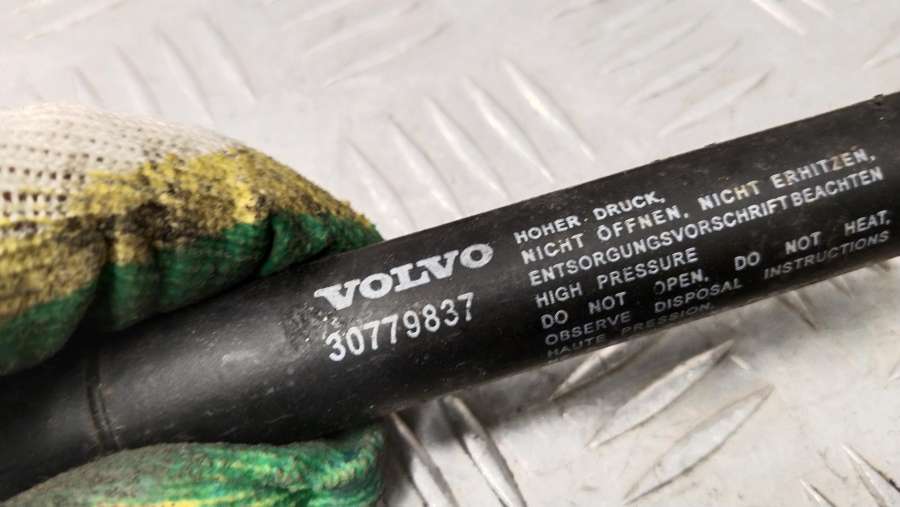 VOLVO
30779837
HOHER DRUCK,
NICHT ÖFFNEN, NICHT ERHITZEN,
ENTSORGUNGSVORSCHRIFT BEACHTEN
HIGH PRESSURE
DO NOT OPEN, DO NOT HEAT,
OBSERVE DISPOSAL INSTRUCTIONS
HAUTE PRESSION,